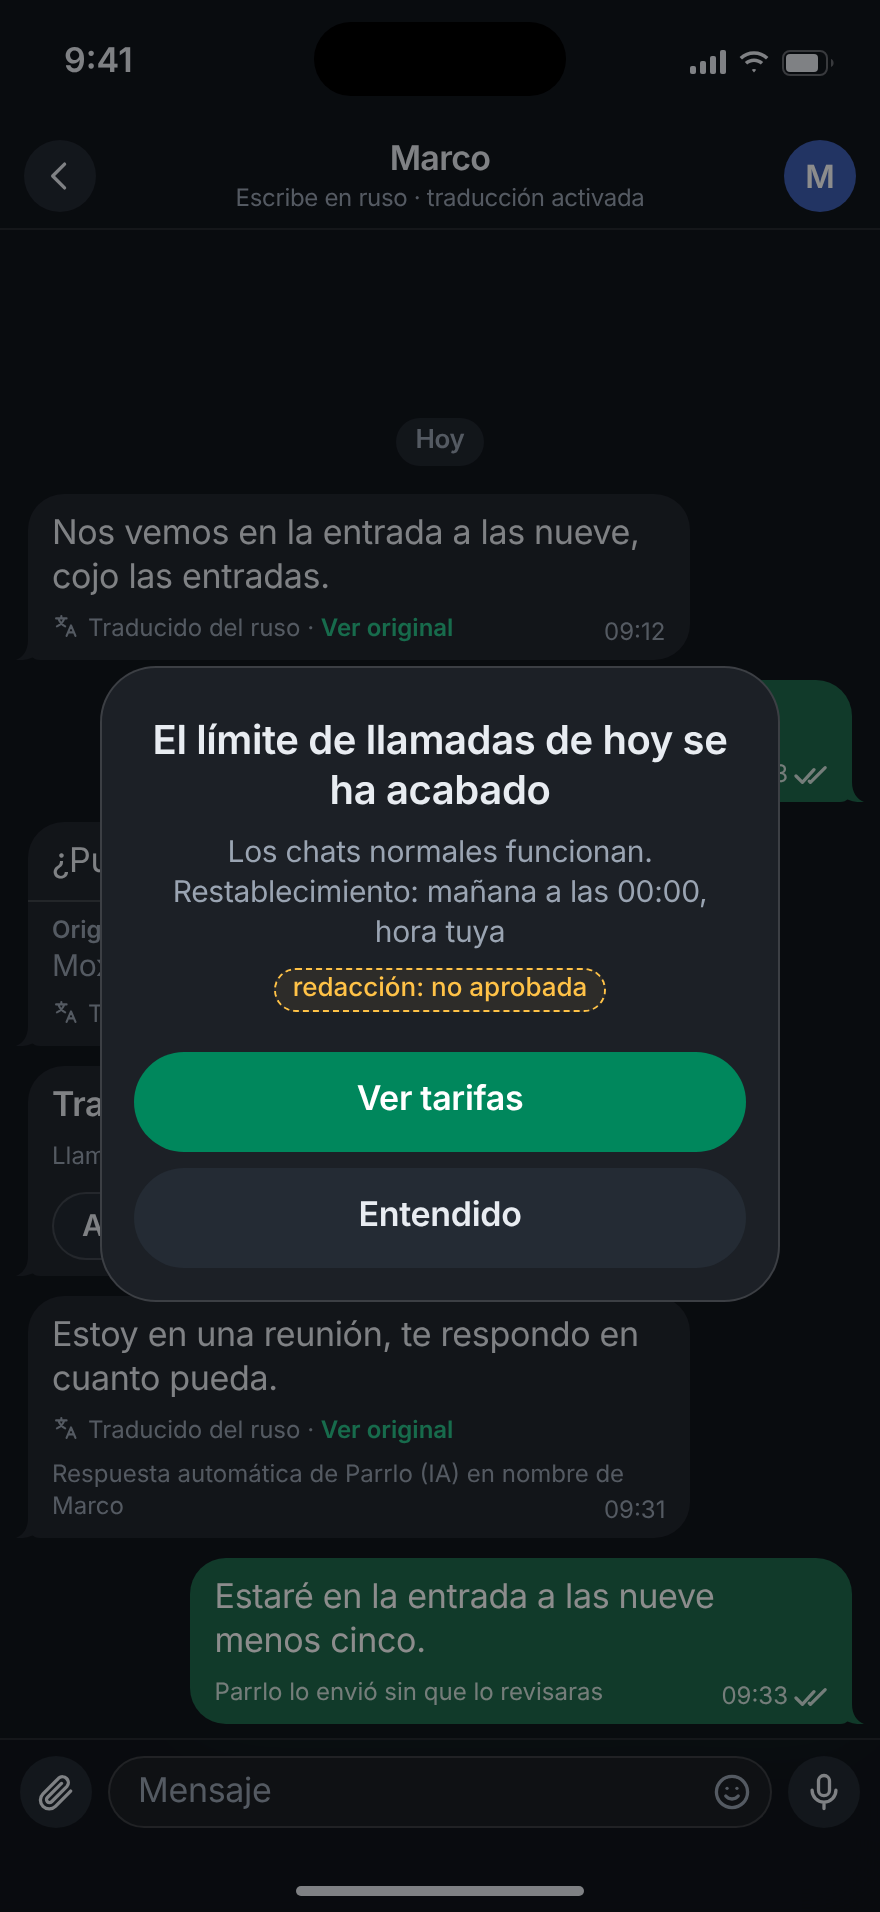 9:41
Marco
Escribe en ruso · traducción activada
M
Hoy
Nos vemos en la entrada a las nueve,
cojo las entradas.
Traducido del ruso · Ver original
09:12
El límite de llamadas de hoy se
ha acabado
Los chats normales funcionan.
Restablecimiento: mañana a las 00:00,
hora tuya
redacción: no aprobada
Ver tarifas
Entendido
Estoy en una reunión, te respondo en
cuanto pueda.
Traducido del ruso · Ver original
Respuesta automática de Parrlo (IA) en nombre de
Marco
09:31
Estaré en la entrada a las nueve
menos cinco.
Parrlo lo envió sin que lo revisaras
09:33
Mensaje